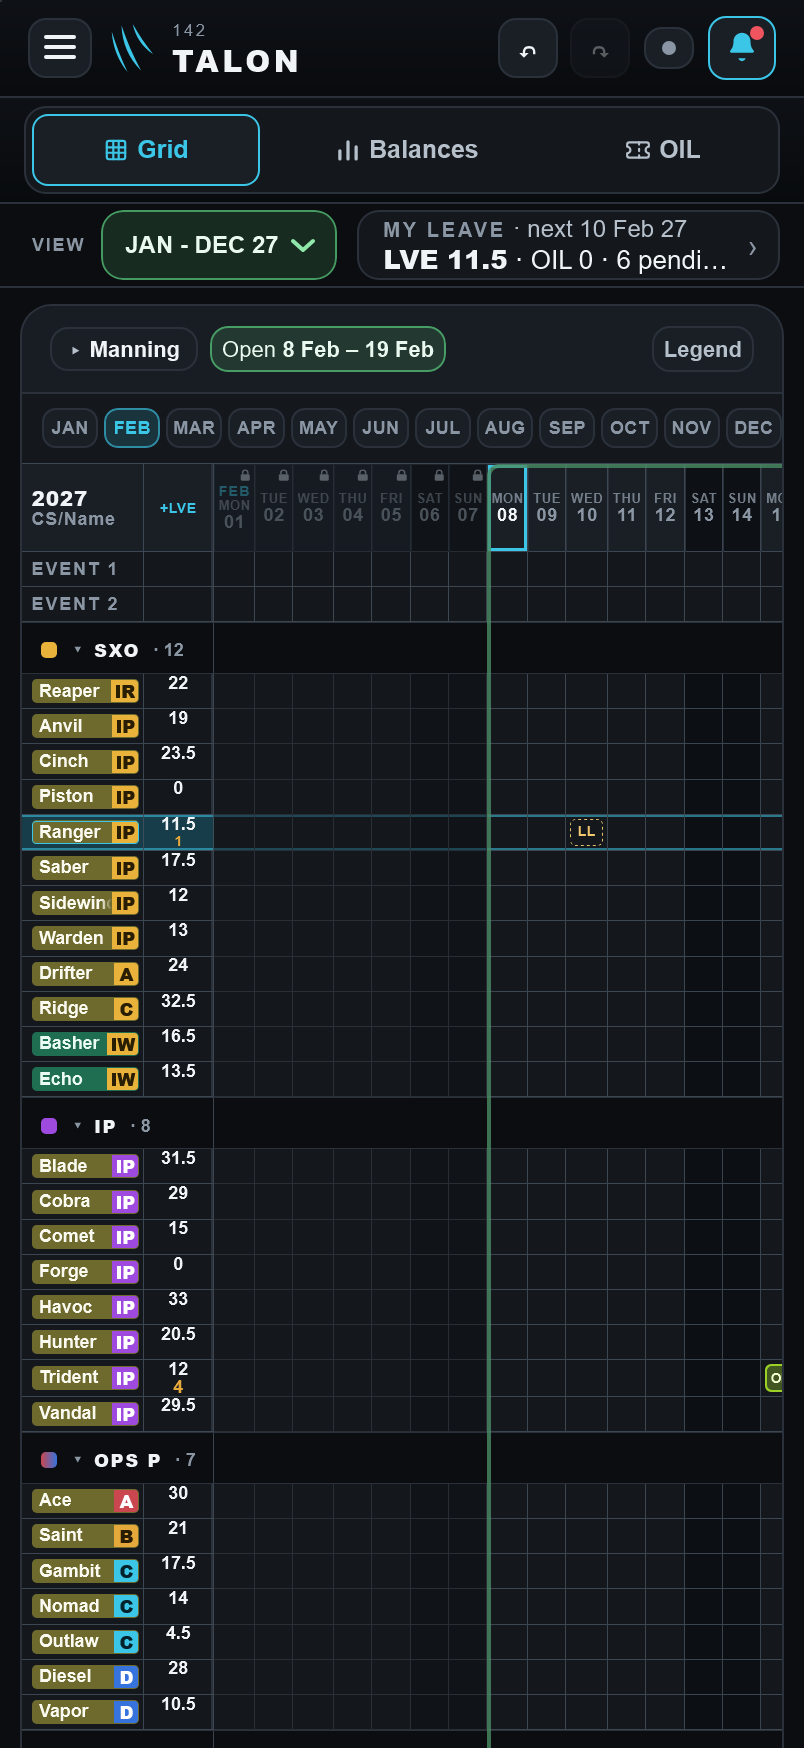 142
TALON
Grid
Balances
OIL
VIEW
JAN - DEC 27
MY LEAVE · next 10 Feb 27
LVE 11.5 · OIL 0 · 6 pendi…
Manning
Open 8 Feb – 19 Feb
Legend
JAN FEB MAR APR MAY JUN JUL AUG SEP OCT NOV DEC
2027
CS/Name
+LVE
FEB
MON TUE WED THU FRI SAT SUN MON TUE WED THU FRI SAT SUN
01 02 03 04 05 06 07 08 09 10 11 12 13 14
EVENT 1
EVENT 2
SXO · 12
Reaper IR 22
Anvil IP 19
Cinch IP 23.5
Piston IP 0
Ranger IP 11.5 LL
1
Saber IP 17.5
Sidewin IP 12
Warden IP 13
Drifter A 24
Ridge C 32.5
Basher IW 16.5
Echo IW 13.5
IP · 8
Blade IP 31.5
Cobra IP 29
Comet IP 15
Forge IP 0
Havoc IP 33
Hunter IP 20.5
Trident IP 12
4
Vandal IP 29.5
OPS P · 7
Ace A 30
Saint B 21
Gambit C 17.5
Nomad C 14
Outlaw C 4.5
Diesel D 28
Vapor D 10.5